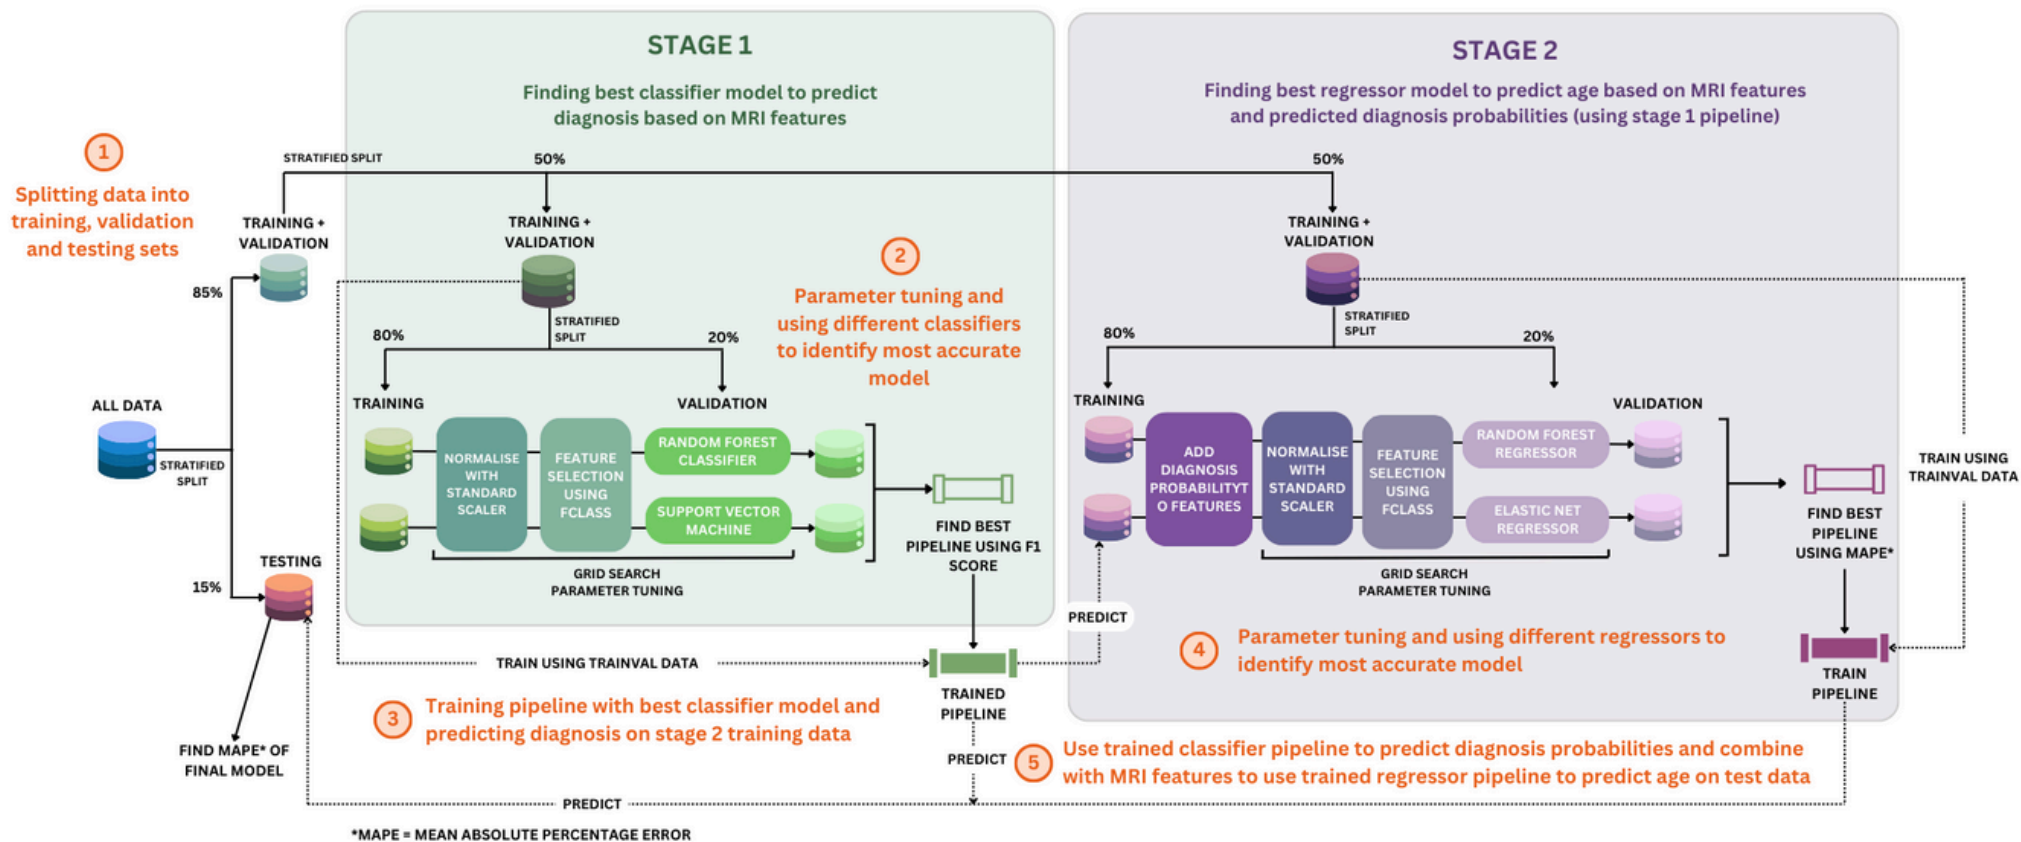 STAGE 1
Finding best classifier model to predict
diagnosis based on MRI features
STAGE 2
Finding best regressor model to predict age based on MRI features
and predicted diagnosis probabilities (using stage 1 pipeline)
1
Splitting data into
training, validation
and testing sets
STRATIFIED SPLIT
50%
50%
TRAINING +
VALIDATION
TRAINING +
VALIDATION
TRAINING +
VALIDATION
85%
2
Parameter tuning and
using different classifiers
to identify most accurate
model
STRATIFIED
SPLIT
80%
20%
STRATIFIED
SPLIT
80%
20%
ALL DATA
STRATIFIED
SPLIT
TRAINING
VALIDATION
NORMALISE
WITH
STANDARD
SCALER
FEATURE
SELECTION
USING
FCLASS
RANDOM FOREST
CLASSIFIER
SUPPORT VECTOR
MACHINE
GRID SEARCH
PARAMETER TUNING
FIND BEST
PIPELINE USING F1
SCORE
TRAINING
VALIDATION
ADD
DIAGNOSIS
PROBABILITYT
O FEATURES
NORMALISE
WITH
STANDARD
SCALER
FEATURE
SELECTION
USING
FCLASS
RANDOM FOREST
REGRESSOR
ELASTIC NET
REGRESSOR
GRID SEARCH
PARAMETER TUNING
FIND BEST
PIPELINE
USING MAPE*
TRAIN USING
TRAINVAL DATA
15%
TESTING
PREDICT
TRAIN USING TRAINVAL DATA
TRAINED
PIPELINE
4
Parameter tuning and using different regressors to
identify most accurate model
TRAIN
PIPELINE
3
Training pipeline with best classifier model and
predicting diagnosis on stage 2 training data
FIND MAPE* OF
FINAL MODEL
PREDICT
5
Use trained classifier pipeline to predict diagnosis probabilities and combine
with MRI features to use trained regressor pipeline to predict age on test data
PREDICT
*MAPE = MEAN ABSOLUTE PERCENTAGE ERROR